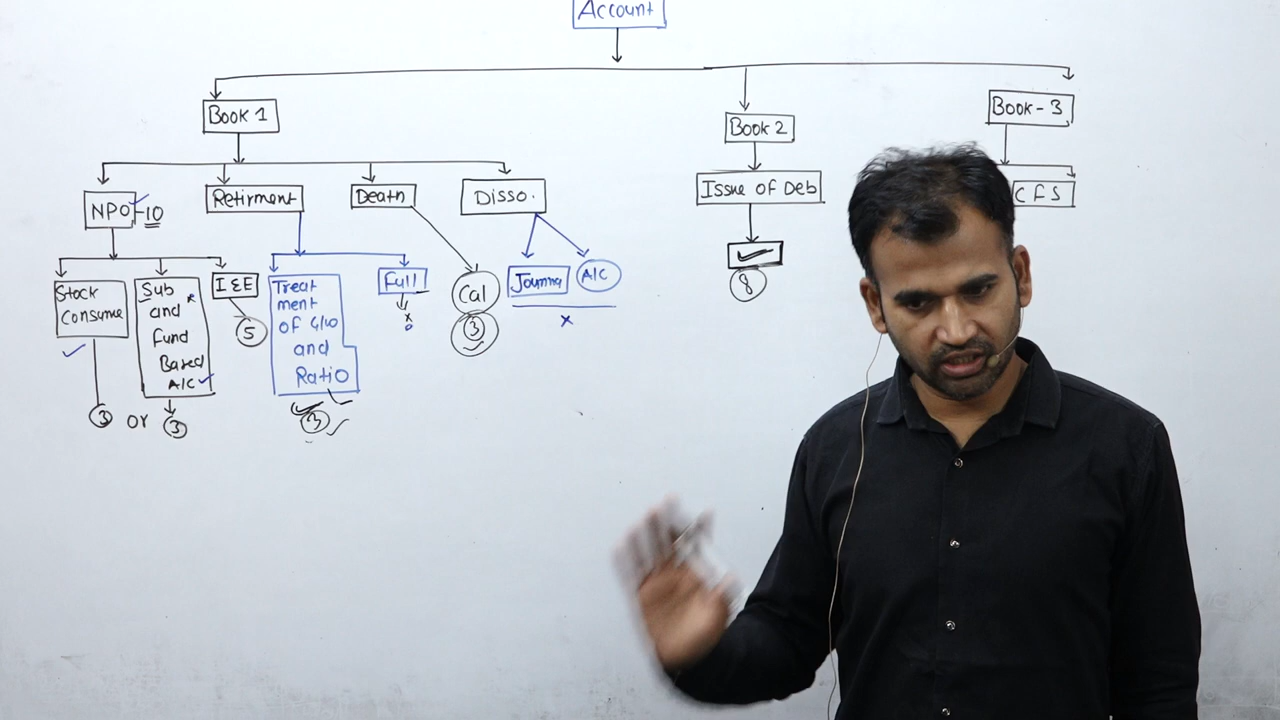 Account
Book 1
Book 2
Book - 3
NPO 10
Retirment
Death
Disso.
Issue of Deb
CFS
Stock
Consume
Sub
and
Fund
Based
A/C
I & E
5
Treat
ment
of G/W
and
Ratio
Full
Cal
3
Journa
A/C
x
8
x
3 or 3
3